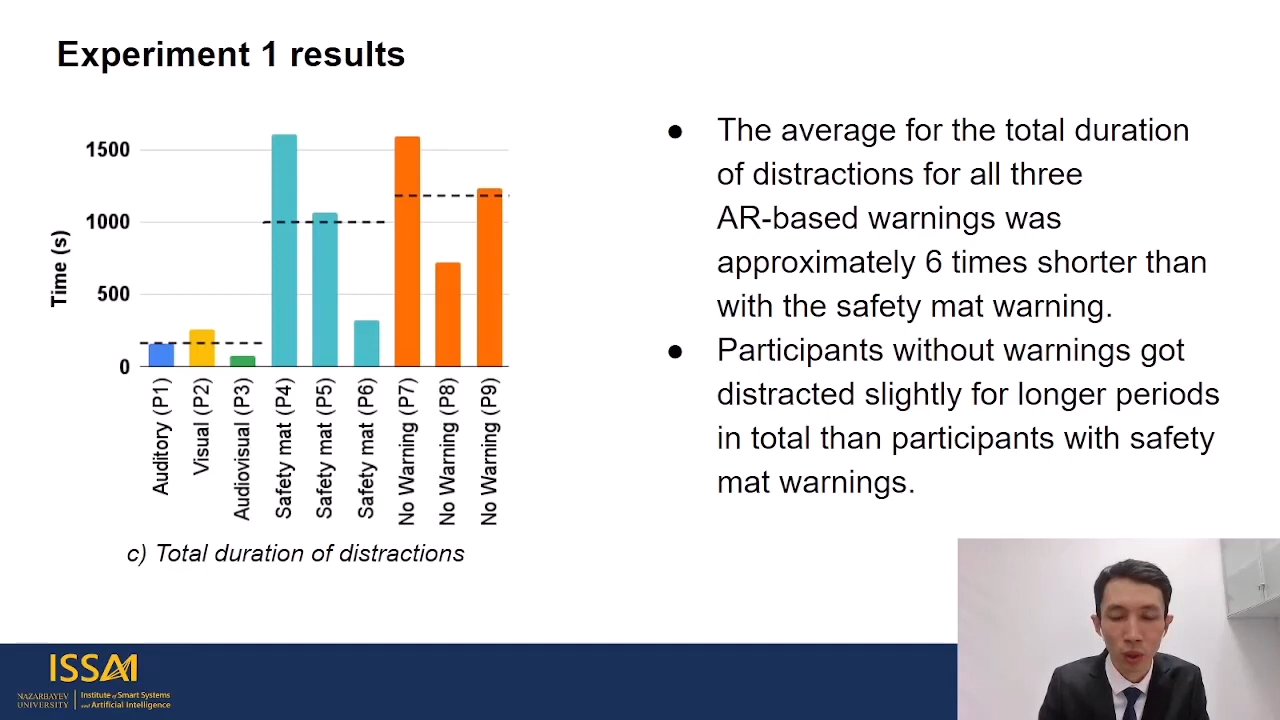 Experiment 1 results
1500
1000
500
0
Time (s)
Auditory (P1)
Visual (P2)
Audiovisual (P3)
Safety mat (P4)
Safety mat (P5)
Safety mat (P6)
No Warning (P7)
No Warning (P8)
No Warning (P9)
c) Total duration of distractions
● The average for the total duration
of distractions for all three
AR-based warnings was
approximately 6 times shorter than
with the safety mat warning.
● Participants without warnings got
distracted slightly for longer periods
in total than participants with safety
mat warnings.
ISSAI
NAZARBAYEV
UNIVERSITY
Institute of Smart Systems
and Artificial Intelligence